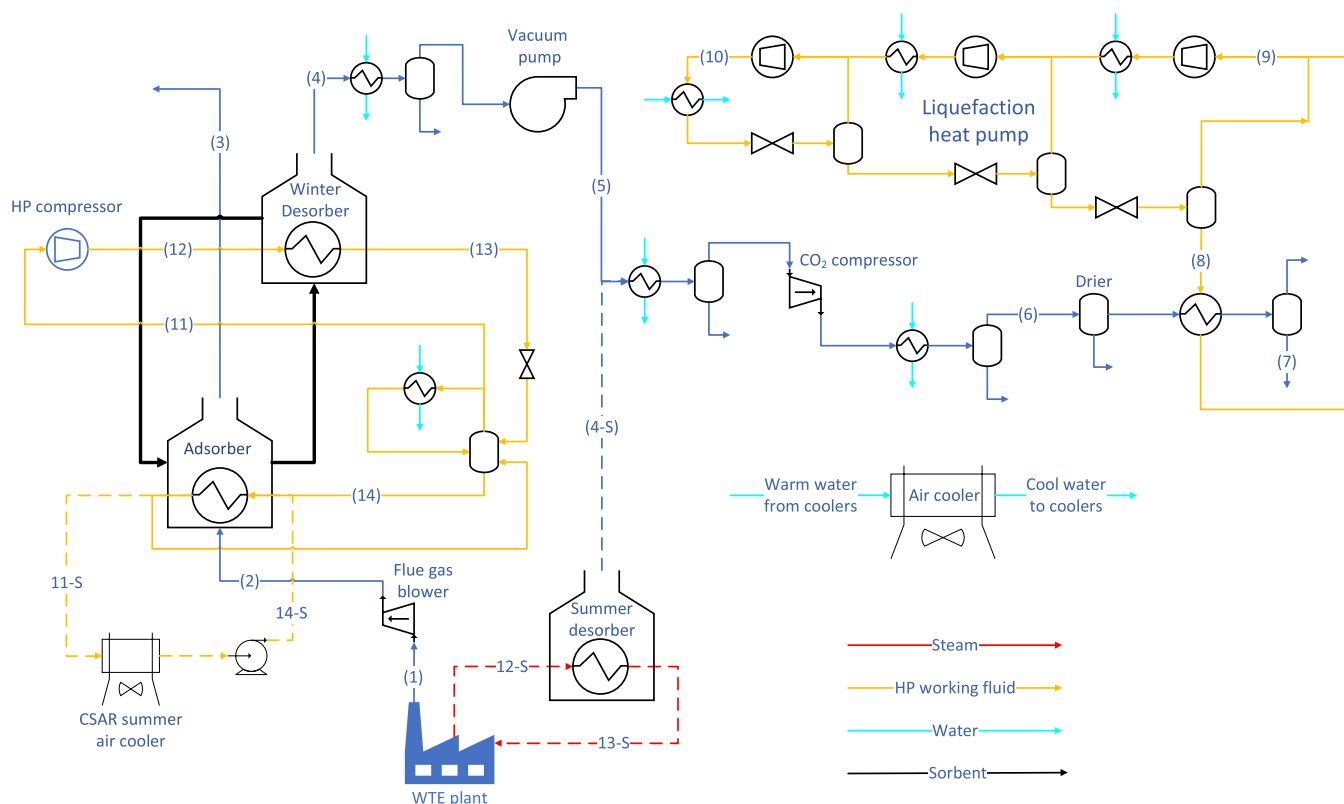 Vacuum
pump
(10)
(9)
(4)
Liquefaction
heat pump
(3)
Winter
Desorber
(5)
HP compressor
(12)
(13)
CO₂ compressor
(8)
Drier
(11)
(6)
(7)
(4-S)
Adsorber
(14)
Warm water
from coolers
Air cooler
Cool water
to coolers
(2)
Flue gas
blower
11-S
14-S
Summer
desorber
Steam
12-S
(1)
HP working fluid
CSAR summer
air cooler
Water
13-S
Sorbent
WTE plant